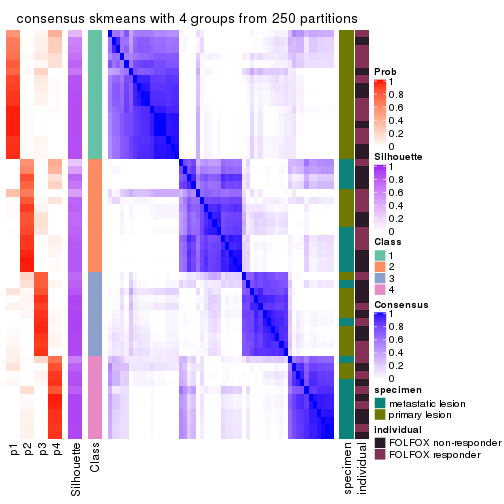 consensus skmeans with 4 groups from 250 partitions
Prob
1
0.8
0.6
0.4
0.2
0
Silhouette
1
0.8
0.6
0.4
0.2
0
Class
1
2
3
4
Consensus
1
0.8
0.6
0.4
0.2
0
specimen
metastatic lesion
primary lesion
individual
FOLFOX non-responder
FOLFOX responder
p1
p2
p3
p4
Silhouette
Class
specimen
individual